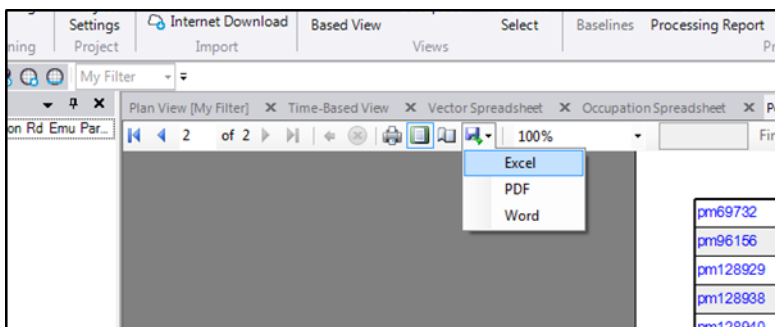 Settings
Internet Download
Based View
Select
Baselines
Processing Report
ning
Project
Import
Views
My Filter
Plan View [My Filter]
Time-Based View
Vector Spreadsheet
Occupation Spreadsheet
on Rd Emu Par...
2 of 2
100%
Excel
PDF
Word
pm69732
pm96156
pm128929
pm128938
pm128940